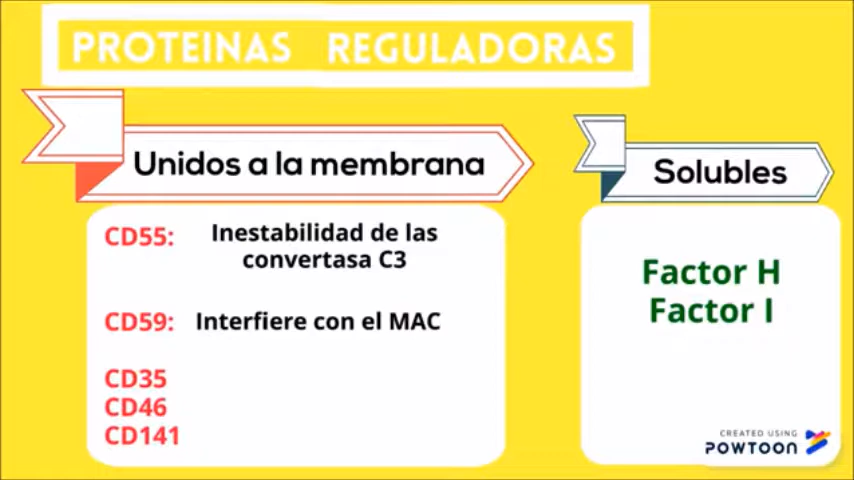 PROTEINAS REGULADORAS
Unidos a la membrana
CD55: Inestabilidad de las
convertasa C3
CD59: Interfiere con el MAC
CD35
CD46
CD141
Solubles
Factor H
Factor I
CREATED USING
POWTOON